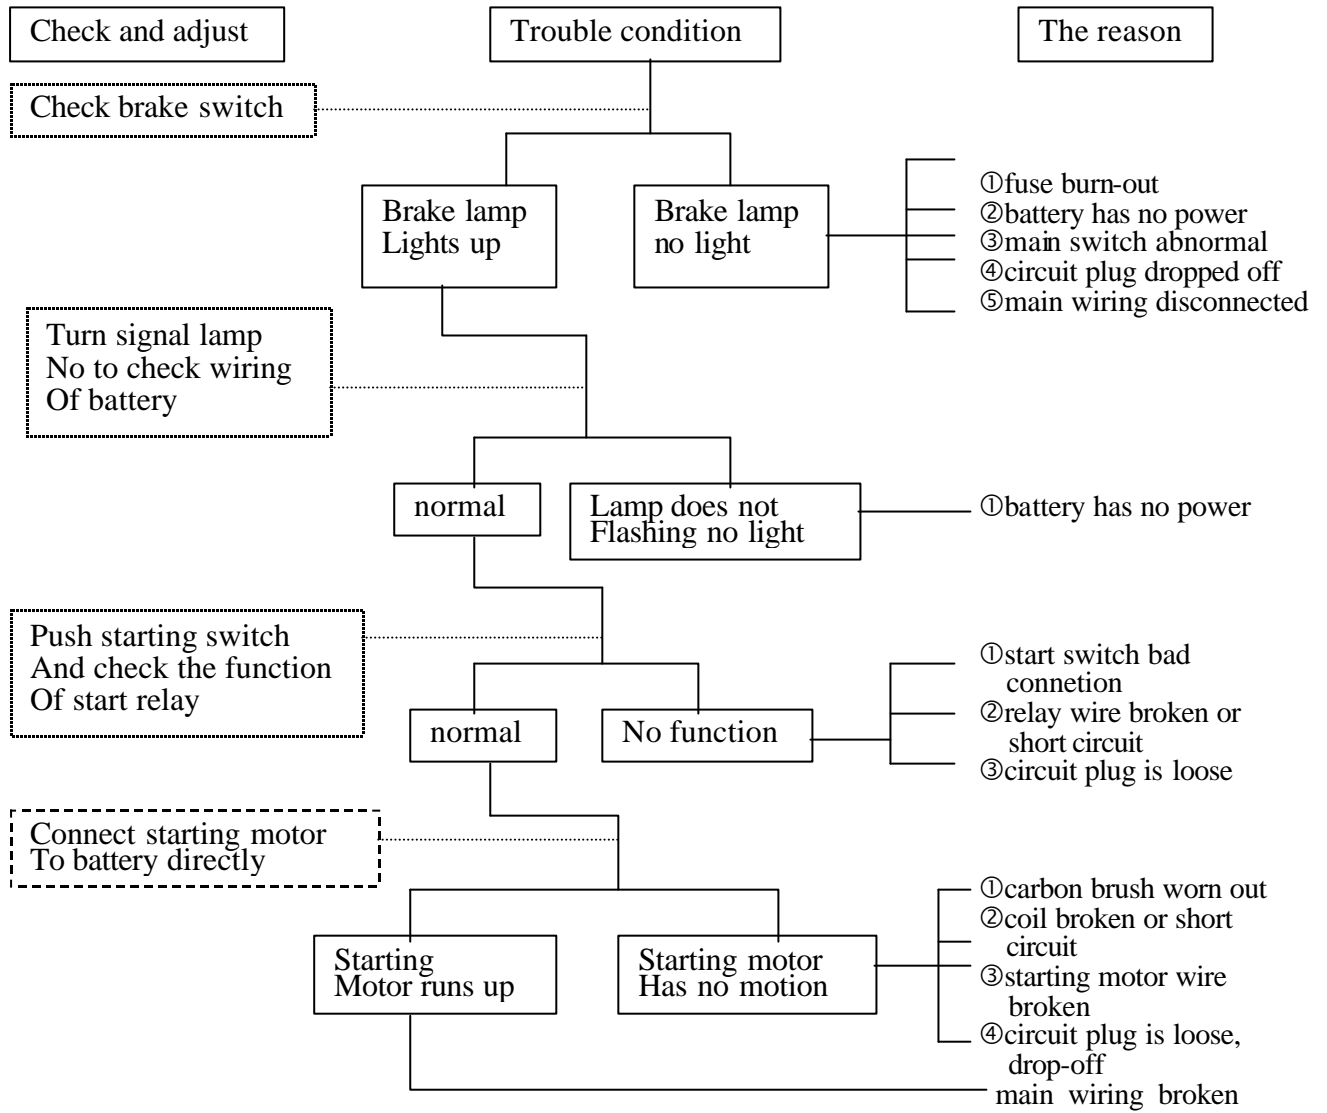 Check and adjust
Trouble condition
The reason
Check brake switch
Brake lamp
Lights up
Brake lamp
no light
①fuse burn-out
②battery has no power
③main switch abnormal
④circuit plug dropped off
⑤main wiring disconnected
Turn signal lamp
No to check wiring
Of battery
normal
Lamp does not
Flashing no light
①battery has no power
Push starting switch
And check the function
Of start relay
normal
No function
①start switch bad
connetion
②relay wire broken or
short circuit
③circuit plug is loose
Connect starting motor
To battery directly
Starting
Motor runs up
Starting motor
Has no motion
①carbon brush worn out
②coil broken or short
circuit
③starting motor wire
broken
④circuit plug is loose,
drop-off
main wiring broken